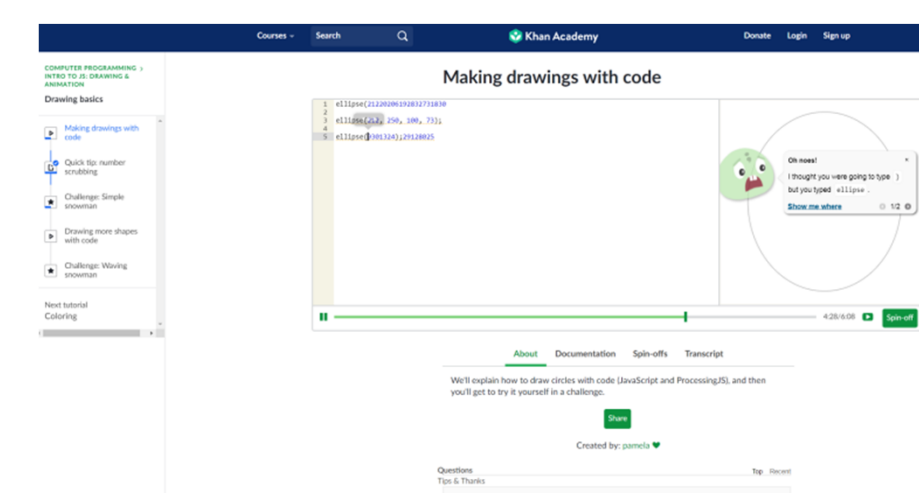 Courses
Search
Khan Academy
Donate
Login
Sign up
COMPUTER PROGRAMMING >
INTRO TO JS: DRAWING &
ANIMATION
Drawing basics
Making drawings with
code
Quick tip: number
scrubbing
Challenge: Simple
snowman
Drawing more shapes
with code
Challenge: Waving
snowman
Next tutorial
Coloring
Making drawings with code
1 ellipse(21220206192832731830
2
3 ellipse(212, 250, 100, 73);
4
5 ellipse(0301324);29128025
Oh noes!
I thought you were going to type )
but you typed ellipse .
Show me where
1/2
4:28/6:08
Spin-off
About
Documentation
Spin-offs
Transcript
We'll explain how to draw circles with code (JavaScript and ProcessingJS), and then
you'll get to try it yourself in a challenge.
Share
Created by: pamela
Questions
Top
Recent
Tips & Thanks